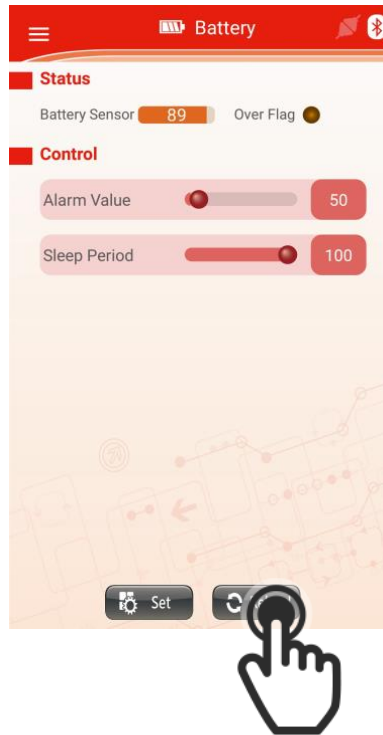 Battery
Status
Battery Sensor 89 Over Flag
Control
Alarm Value 50
Sleep Period 100
Set